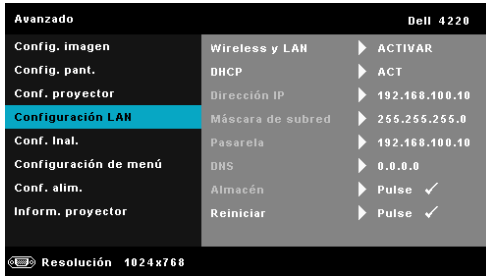 Avanzado Dell 4220
Config. imagen Wireless y LAN ACTIVAR
Config. pant. DHCP ACT
Conf. proyector Dirección IP 192.168.100.10
Configuración LAN Máscara de subred 255.255.255.0
Conf. Inal. Pasarela 192.168.100.10
Configuración de menú DNS 0.0.0.0
Conf. alim. Almacén Pulse ✓
Inform. proyector Reiniciar Pulse ✓
Resolución 1024x768